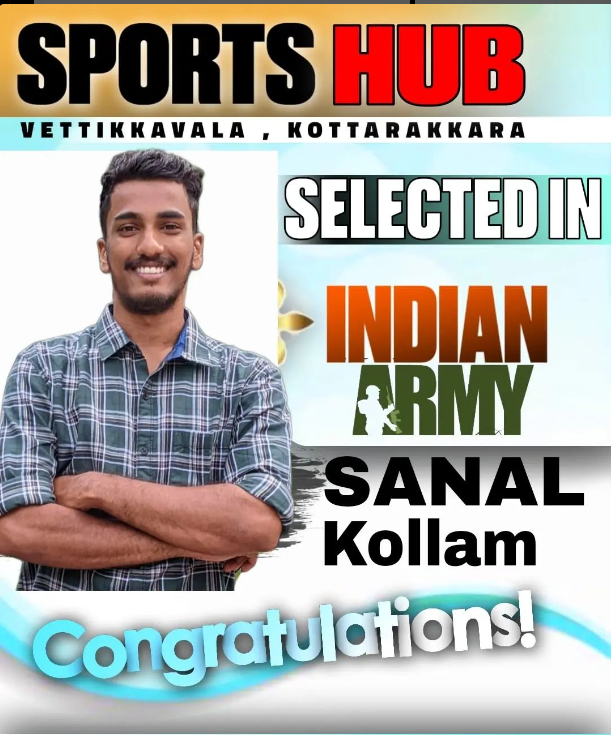 SPORTS HUB
VETTIKKAVALA , KOTTARAKKARA
SELECTED IN
INDIAN
ARMY
SANAL
Kollam
Congratulations!